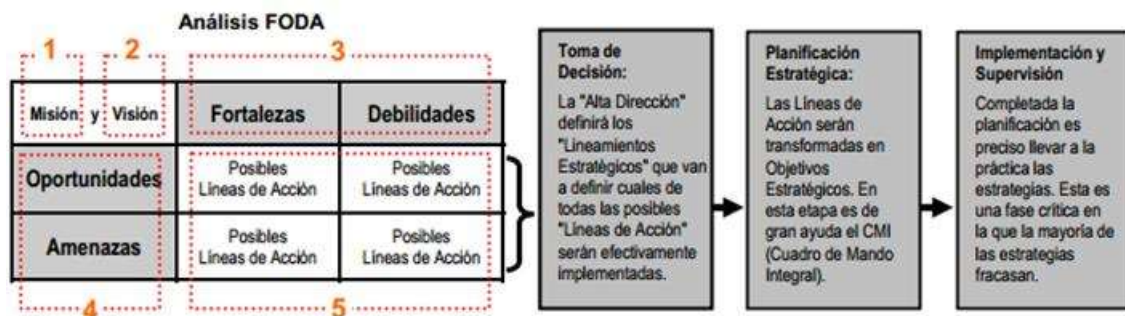 Análisis FODA
1 2 3
Misión y Visión Fortalezas Debilidades
Oportunidades
Posibles
Líneas de Acción
Posibles
Líneas de Acción
Amenazas
Posibles
Líneas de Acción
Posibles
Líneas de Acción
4 5
Toma de
Decisión:
La "Alta Dirección"
definirá los
"Lineamientos
Estratégicos" que van
a definir cuales de
todas las posibles
"Líneas de Acción"
serán efectivamente
implementadas.
Planificación
Estratégica:
Las Líneas de
Acción serán
transformadas en
Objetivos
Estratégicos. En
esta etapa es de
gran ayuda el CMI
(Cuadro de Mando
Integral).
Implementación y
Supervisión
Completada la
planificación es
preciso llevar a la
práctica las
estrategias. Esta es
una fase crítica en
la que la mayoría de
las estrategias
fracasan.